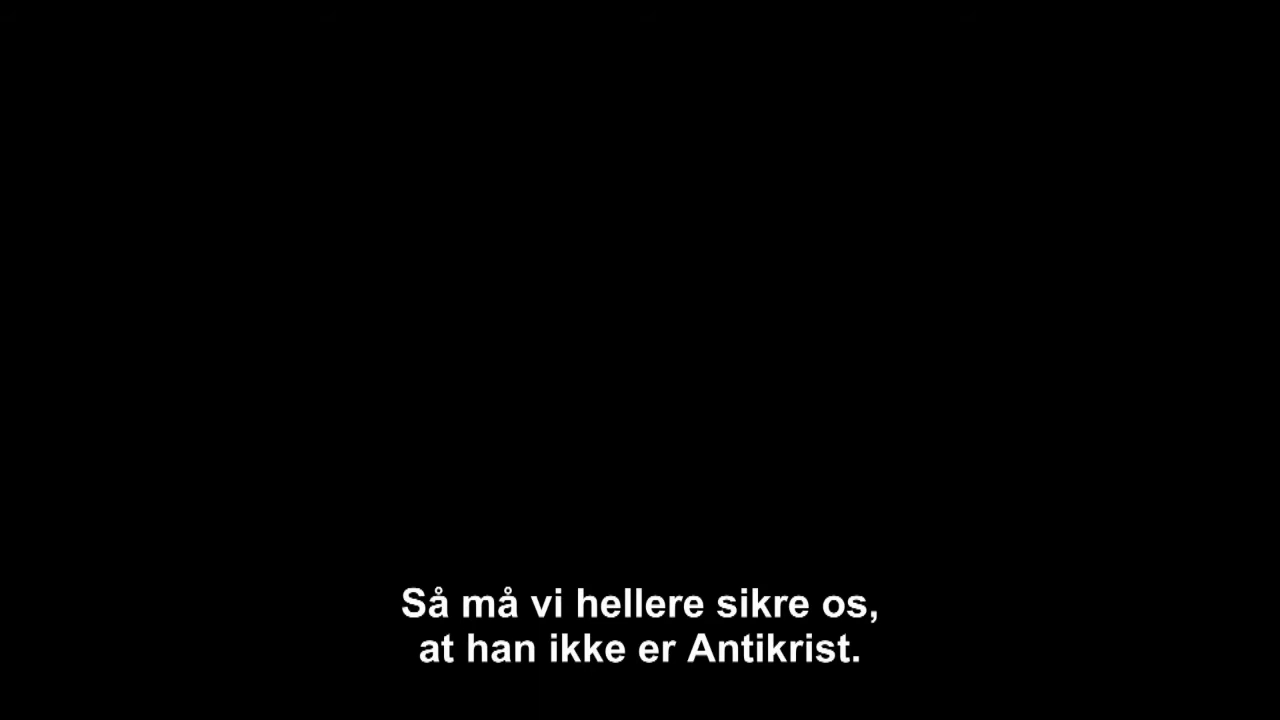 Så må vi hellere sikre os,
at han ikke er Antikrist.